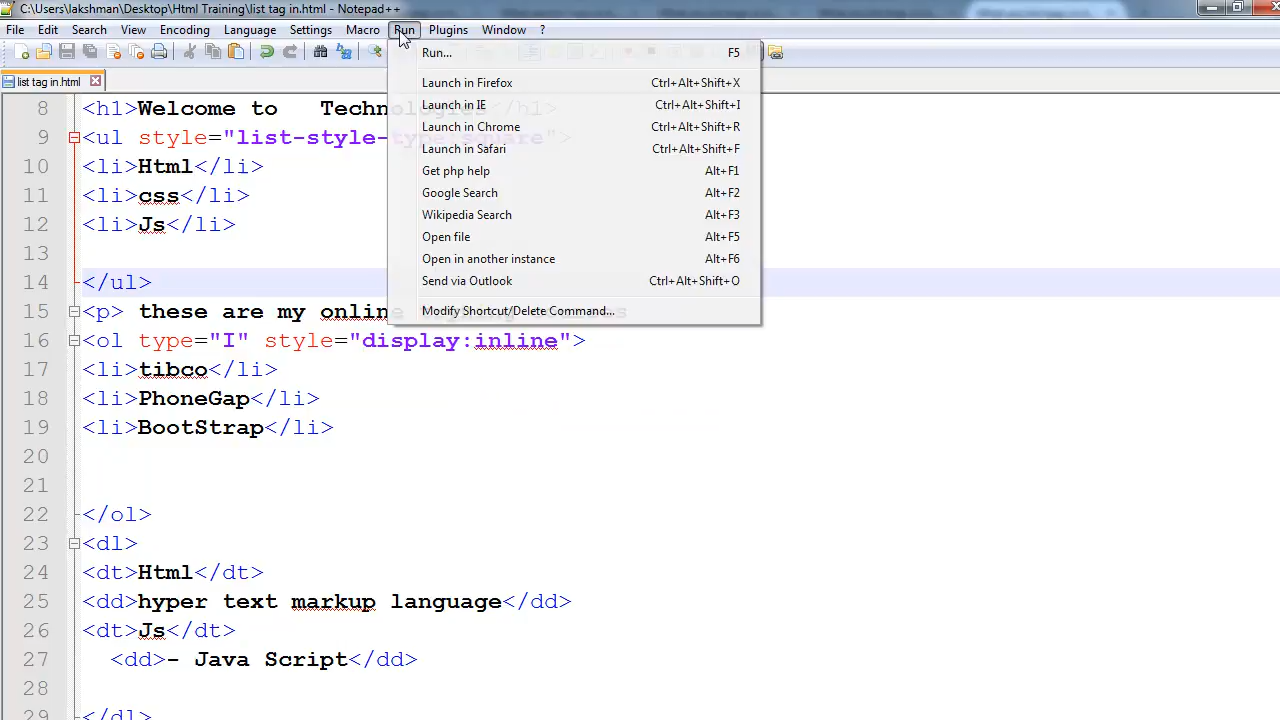 C:\Users\lakshman\Desktop\Html Training\list tag in.html - Notepad++
File Edit Search View Encoding Language Settings Macro Run Plugins Window ?
Run... F5
list tag in.html
Launch in Firefox Ctrl+Alt+Shift+X
Launch in IE Ctrl+Alt+Shift+I
Launch in Chrome Ctrl+Alt+Shift+R
Launch in Safari Ctrl+Alt+Shift+F
Get php help Alt+F1
Google Search Alt+F2
Wikipedia Search Alt+F3
Open file Alt+F5
Open in another instance Alt+F6
Send via Outlook Ctrl+Alt+Shift+O
Modify Shortcut/Delete Command...
8 <h1>Welcome to Technologies</h1>
9 <ul style="list-style-type:square">
10 <li>Html</li>
11 <li>css</li>
12 <li>Js</li>
13
14 </ul>
15 <p> these are my online
16 <ol type="I" style="display:inline">
17 <li>tibco</li>
18 <li>PhoneGap</li>
19 <li>BootStrap</li>
20
21
22 </ol>
23 <dl>
24 <dt>Html</dt>
25 <dd>hyper text markup language</dd>
26 <dt>Js</dt>
27 <dd>- Java Script</dd>
28
29 </dl>